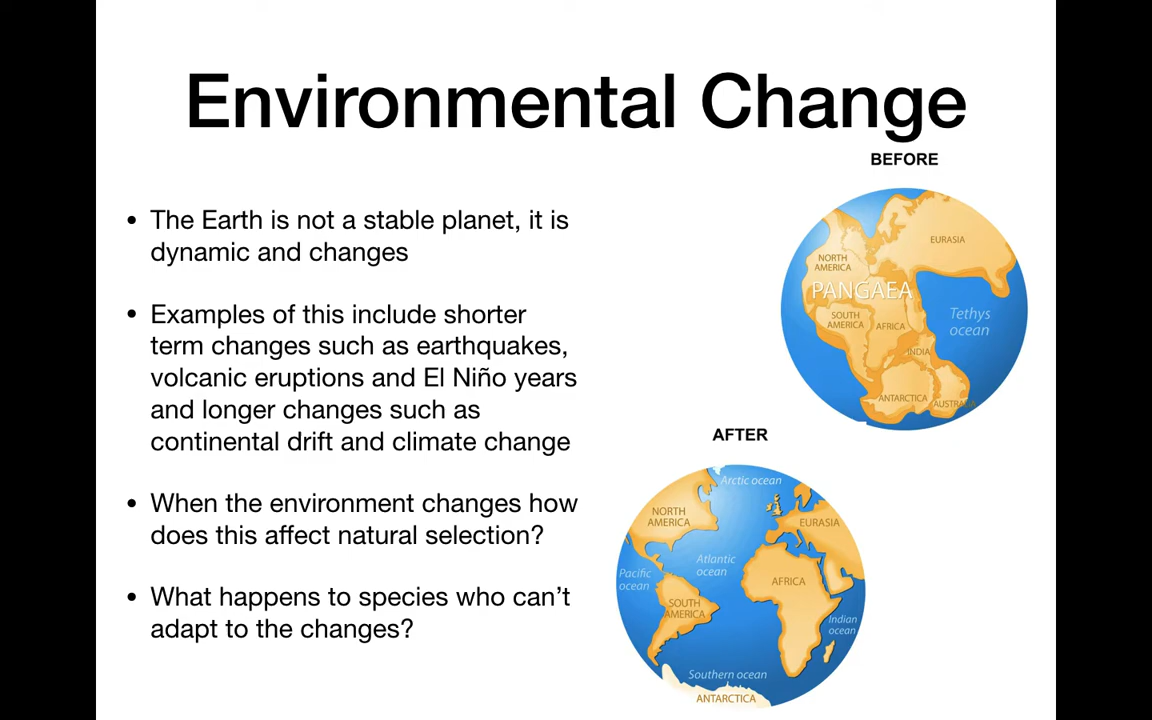 Environmental Change
• The Earth is not a stable planet, it is
dynamic and changes
• Examples of this include shorter
term changes such as earthquakes,
volcanic eruptions and El Niño years
and longer changes such as
continental drift and climate change
• When the environment changes how
does this affect natural selection?
• What happens to species who can’t
adapt to the changes?
BEFORE
EURASIA
NORTH
AMERICA
PANGAEA
SOUTH
AMERICA
AFRICA
Tethys
ocean
INDIA
ANTARCTICA
AUSTRALIA
AFTER
Arctic ocean
NORTH
AMERICA
EURASIA
Atlantic
ocean
Pacific
ocean
AFRICA
SOUTH
AMERICA
Indian
ocean
Southern ocean
ANTARCTICA